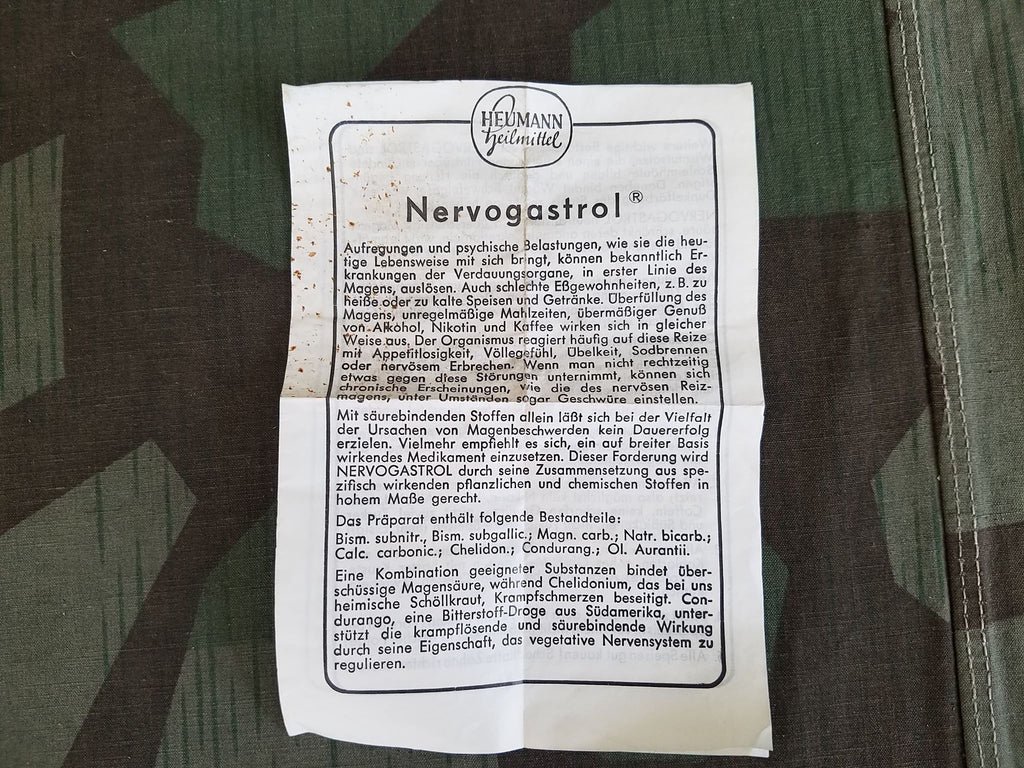 HEUMANN
Heilmittel
Nervogastrol ®
Aufregungen und psychische Belastungen, wie sie die heu-
tige Lebensweise mit sich bringt, können bekanntlich Er-
krankungen der Verdauungsorgane, in erster Linie des
Magens, auslösen. Auch schlechte Eßgewohnheiten, z. B. zu
heiße oder zu kalte Speisen und Getränke. Überfüllung des
Magens, unregelmäßige Mahlzeiten, übermäßiger Genuß
von Alkohol, Nikotin und Kaffee wirken sich in gleicher
Weise aus. Der Organismus reagiert häufig auf diese Reize
mit Appetitlosigkeit, Völlegefühl, Übelkeit, Sodbrennen
oder nervösem Erbrechen. Wenn man nicht rechtzeitig
etwas gegen diese Störungen unternimmt, können sich
chronische Erscheinungen, wie die des nervösen Reiz-
magens, unter Umständen sogar Geschwüre einstellen.
Mit säurebindenden Stoffen allein läßt sich bei der Vielfalt
der Ursachen von Magenbeschwerden kein Dauererfolg
erzielen. Vielmehr empfiehlt es sich, ein auf breiter Basis
wirkendes Medikament einzusetzen. Dieser Forderung wird
NERVOGASTROL durch seine Zusammensetzung aus spe-
zifisch wirkenden pflanzlichen und chemischen Stoffen in
hohem Maße gerecht.
Das Präparat enthält folgende Bestandteile:
Bism. subnitr., Bism. subgallic.; Magn. carb.; Natr. bicarb.;
Calc. carbonic.; Chelidon.; Condurang.; Ol. Aurantii.
Eine Kombination geeigneter Substanzen bindet über-
schüssige Magensäure, während Chelidonium, das bei uns
heimische Schöllkraut, Krampfschmerzen beseitigt. Con-
durango, eine Bitterstoff-Droge aus Südamerika, unter-
stützt die krampflösende und säurebindende Wirkung
durch seine Eigenschaft, das vegetative Nervensystem zu
regulieren.